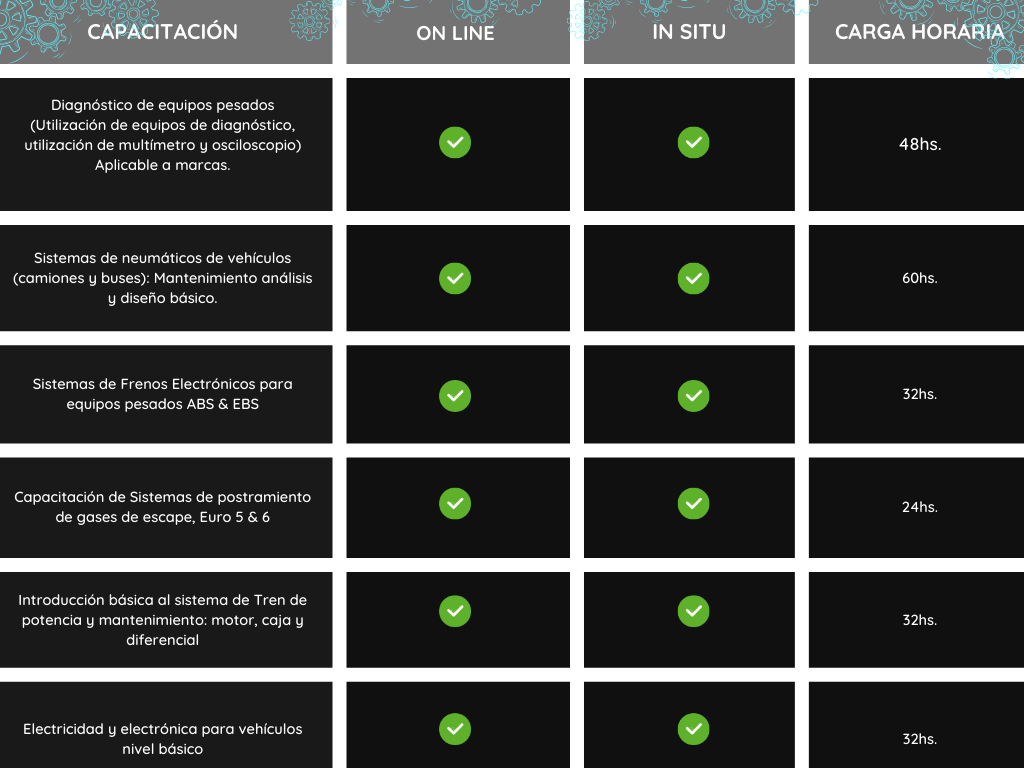 CAPACITACIÓN
ON LINE
IN SITU
CARGA HORARIA
Diagnóstico de equipos pesados
(Utilización de equipos de diagnóstico,
utilización de multímetro y osciloscopio)
Aplicable a marcas.
48hs.
Sistemas de neumáticos de vehículos
(camiones y buses): Mantenimiento análisis
y diseño básico.
60hs.
Sistemas de Frenos Electrónicos para
equipos pesados ABS & EBS
32hs.
Capacitación de Sistemas de postramiento
de gases de escape, Euro 5 & 6
24hs.
Introducción básica al sistema de Tren de
potencia y mantenimiento: motor, caja y
diferencial
32hs.
Electricidad y electrónica para vehículos
nivel básico
32hs.